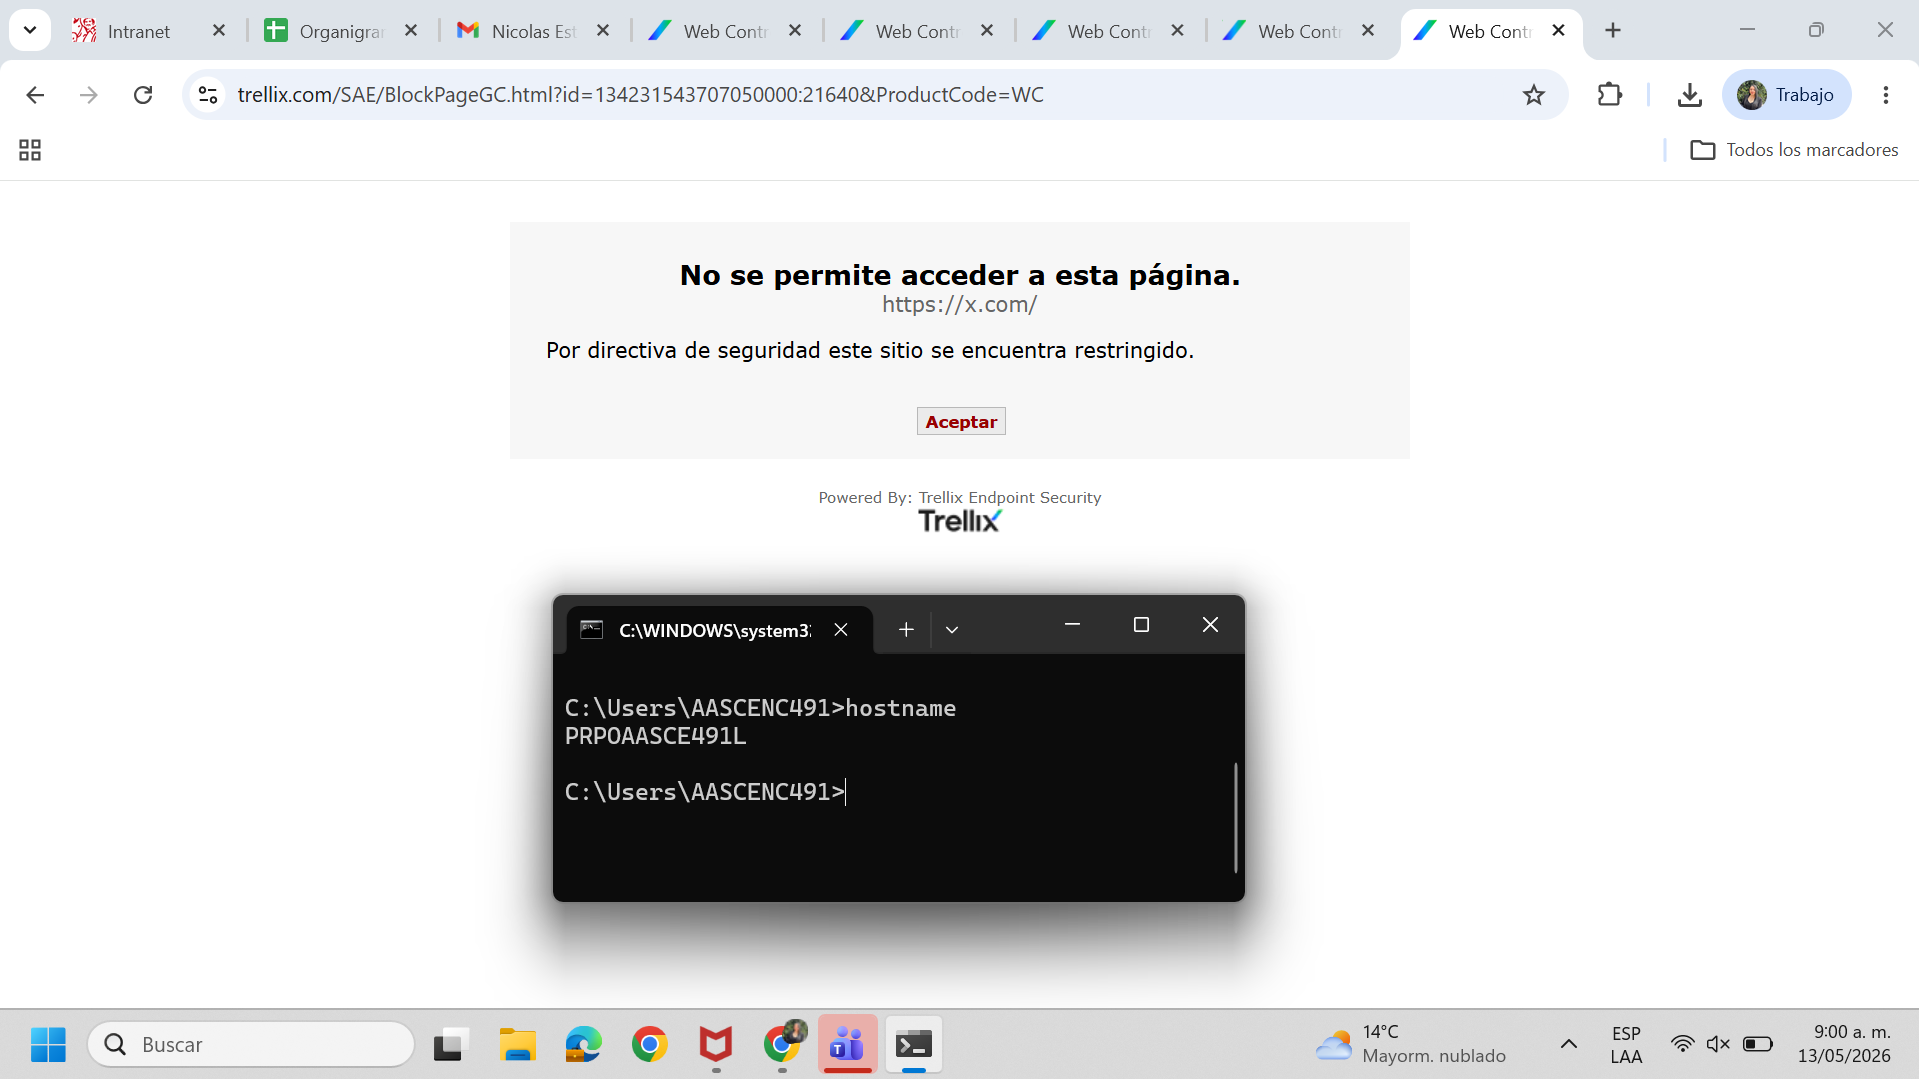 Intranet
Organigrar
Nicolas Est
Web Contr
Web Contr
Web Contr
Web Contr
Web Contr
trellix.com/SAE/BlockPageGC.html?id=134231543707050000:21640&ProductCode=WC
Trabajo
Todos los marcadores
No se permite acceder a esta página.
https://x.com/
Por directiva de seguridad este sitio se encuentra restringido.
Aceptar
Powered By: Trellix Endpoint Security
Trellix
C:\WINDOWS\system32
C:\Users\AASCENC491>hostname
PRPOAASCE491L
C:\Users\AASCENC491>
Buscar
14°C
Mayorm. nublado
ESP
LAA
9:00 a. m.
13/05/2026